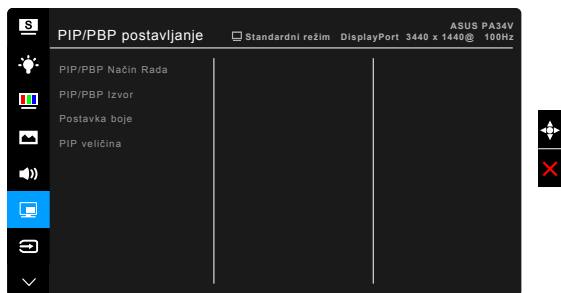 S
ASUS PA34V
PIP/PBP postavljanje
Standardni režim DisplayPort 3440 x 1440@ 100Hz
PIP/PBP Način Rada
PIP/PBP Izvor
Postavka boje
PIP veličina